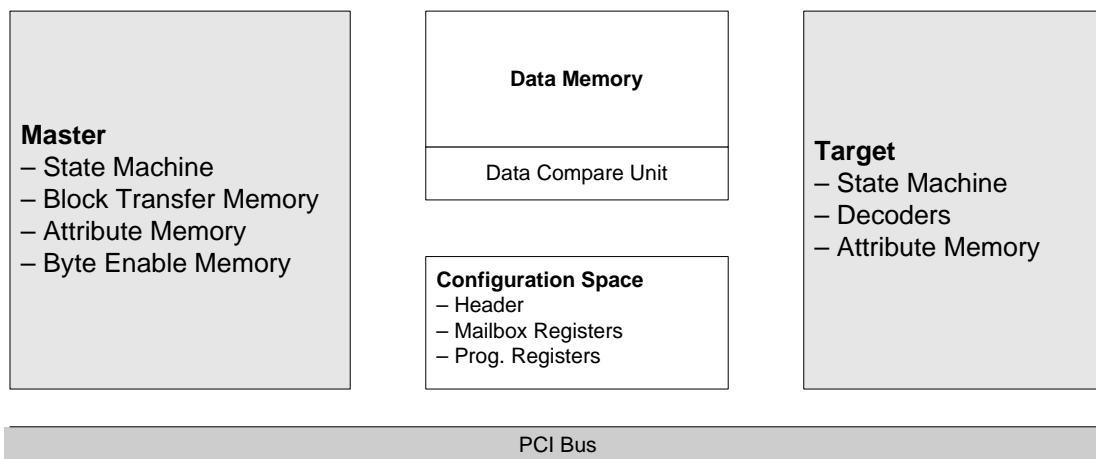 Master
– State Machine
– Block Transfer Memory
– Attribute Memory
– Byte Enable Memory
Data Memory
Data Compare Unit
Configuration Space
– Header
– Mailbox Registers
– Prog. Registers
Target
– State Machine
– Decoders
– Attribute Memory
PCI Bus